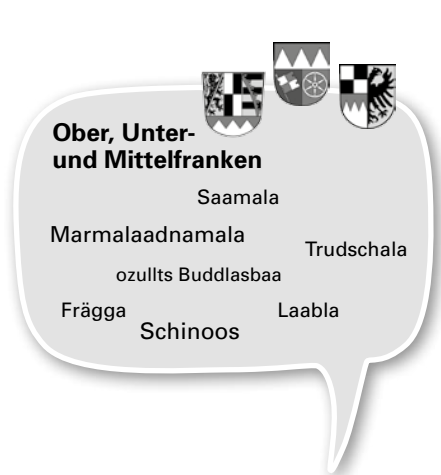 Ober, Unter-
und Mittelfranken
Saamala
Marmalaadnamala
Trudschala
ozullts Buddlasbaa
Frägga
Laabla
Schinoos